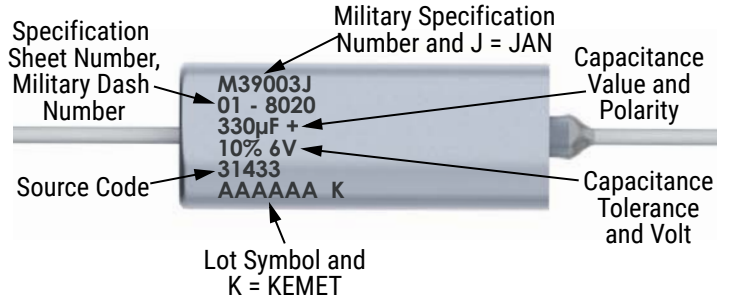 Military Specification
Number and J = JAN
Specification
Sheet Number,
Military Dash
Number
Capacitance
Value and
Polarity
M39003J
01 - 8020
330µF +
10% 6V
31433
AAAAAA K
Source Code
Capacitance
Tolerance
and Volt
Lot Symbol and
K = KEMET